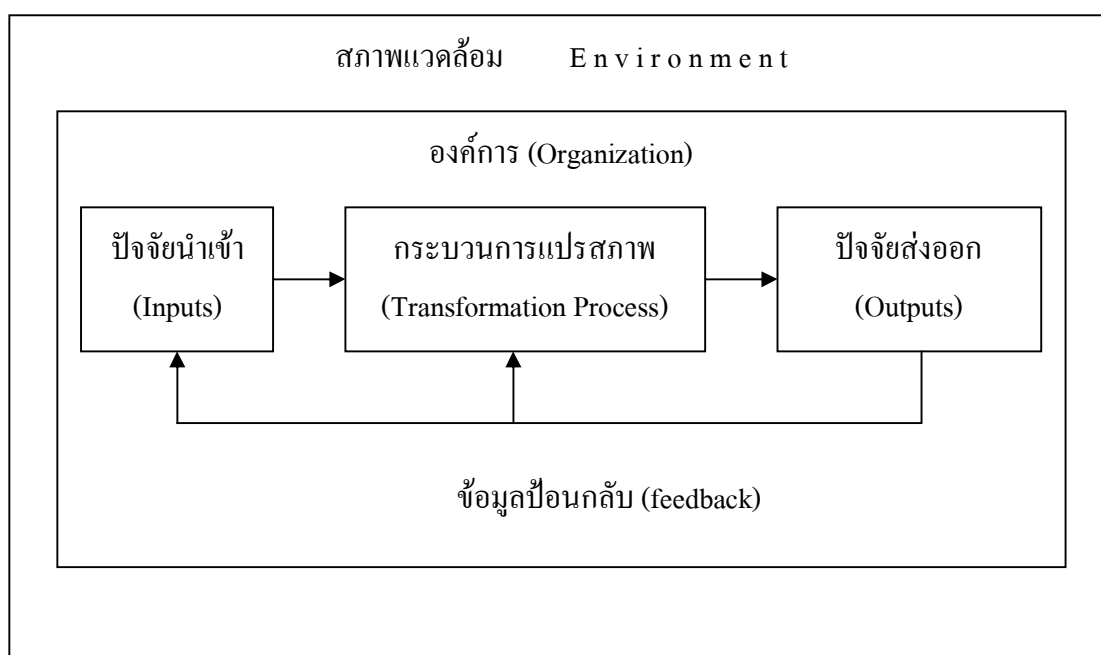 สภาพแวดล้อม E n v i r o n m e n t
องค์การ (Organization)
ปัจจัยนำเข้า
(Inputs)
กระบวนการแปรสภาพ
(Transformation Process)
ปัจจัยส่งออก
(Outputs)
ข้อมูลป้อนกลับ (feedback)